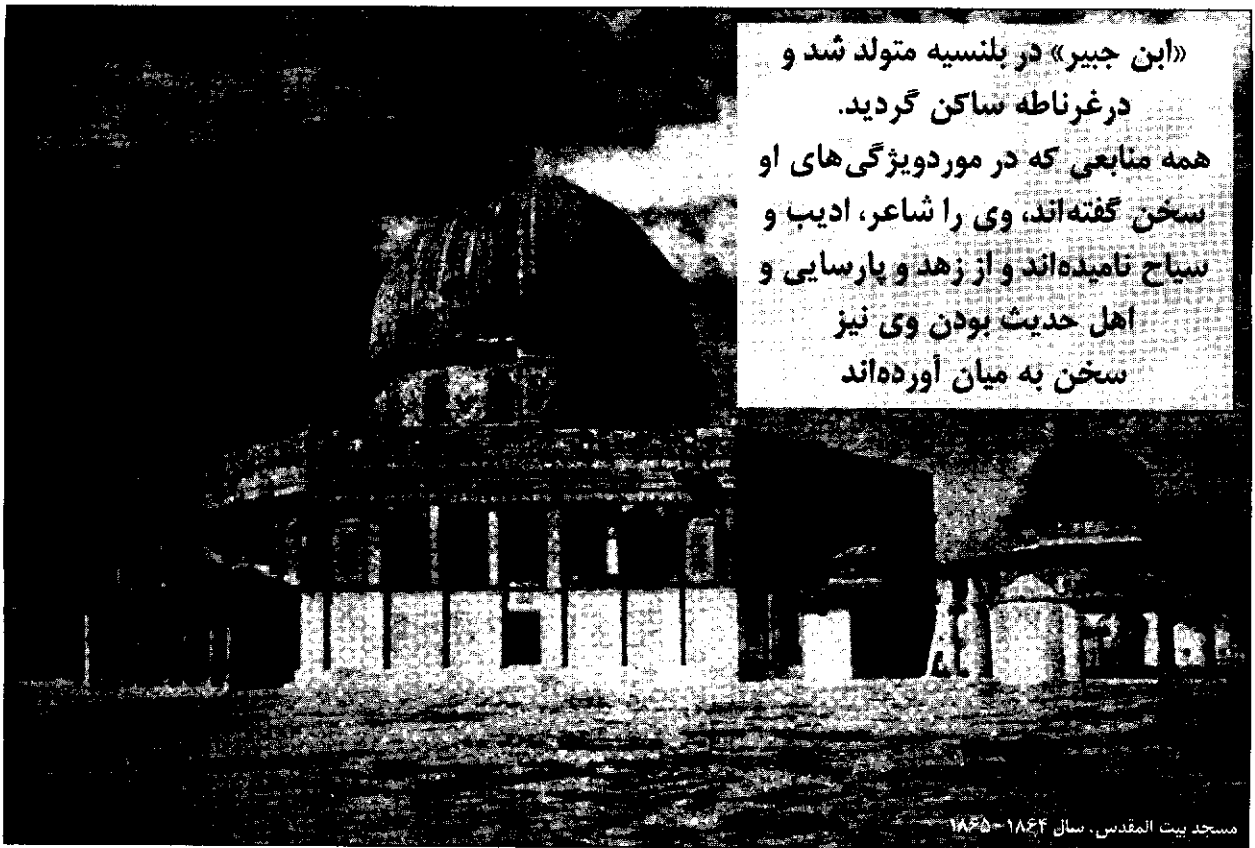 «ابن جبیر» در بلنسیه متولد شد و
درغرناطه ساکن گردید.
همه منابعی که در موردویژگی‌های او
سخن گفته‌اند، وی را شاعر، ادیب و
سیاح نامیده‌اند و از زهد و پارسایی و
اهل حدیث بودن وی نیز
سخن به میان آورده‌اند
مسجد بیت المقدس. سال ۱۸۶۴-۱۸۶۵